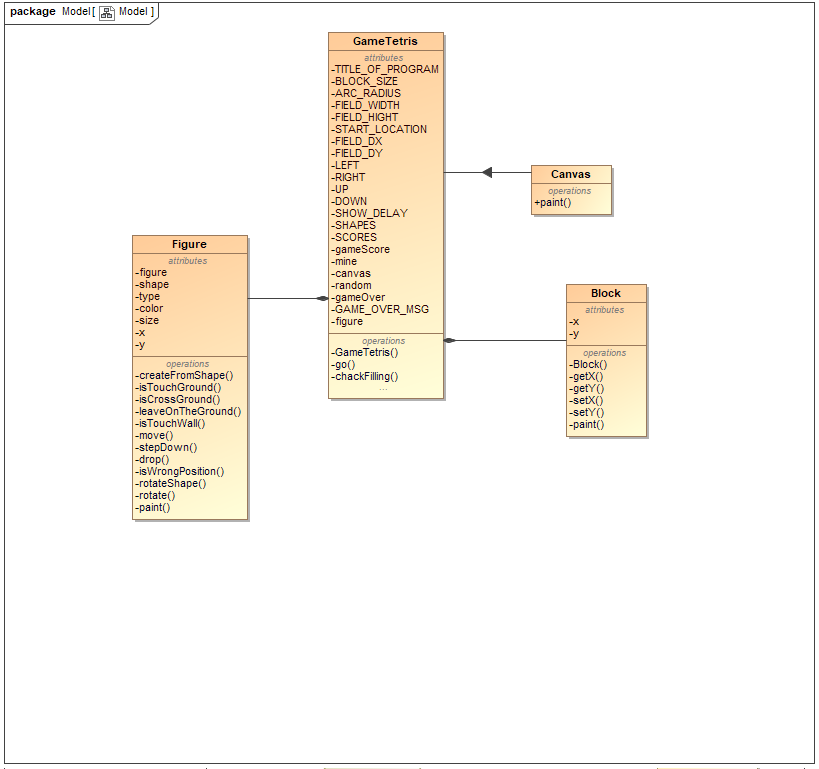 package Model [ Model ]
GameTetris
attributes
-TITLE_OF_PROGRAM
-BLOCK_SIZE
-ARC_RADIUS
-FIELD_WIDTH
-FIELD_HIGHT
-START_LOCATION
-FIELD_DX
-FIELD_DY
-LEFT
-RIGHT
-UP
-DOWN
-SHOW_DELAY
-SHAPES
-SCORES
-gameScore
-mine
-canvas
-random
-gameOver
-GAME_OVER_MSG
-figure
operations
-GameTetris()
-go()
-chackFilling()
...
Canvas
operations
+paint()
Figure
attributes
-figure
-shape
-type
-color
-size
-x
-y
operations
-createFromShape()
-isTouchGround()
-isCrossGround()
-leaveOnTheGround()
-isTouchWall()
-move()
-stepDown()
-drop()
-isWrongPosition()
-rotateShape()
-rotate()
-paint()
Block
attributes
-x
-y
operations
-Block()
-getX()
-getY()
-setX()
-setY()
-paint()